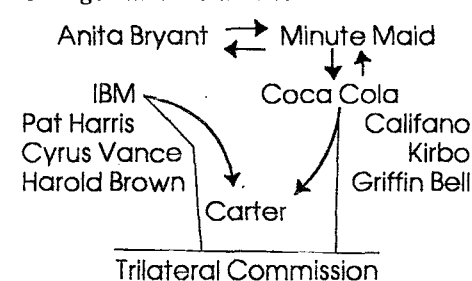 Anita Bryant Minute Maid
IBM Coca Cola
Pat Harris Califano
Cyrus Vance Kirbo
Harold Brown Griffin Bell
Carter
Trilateral Commission